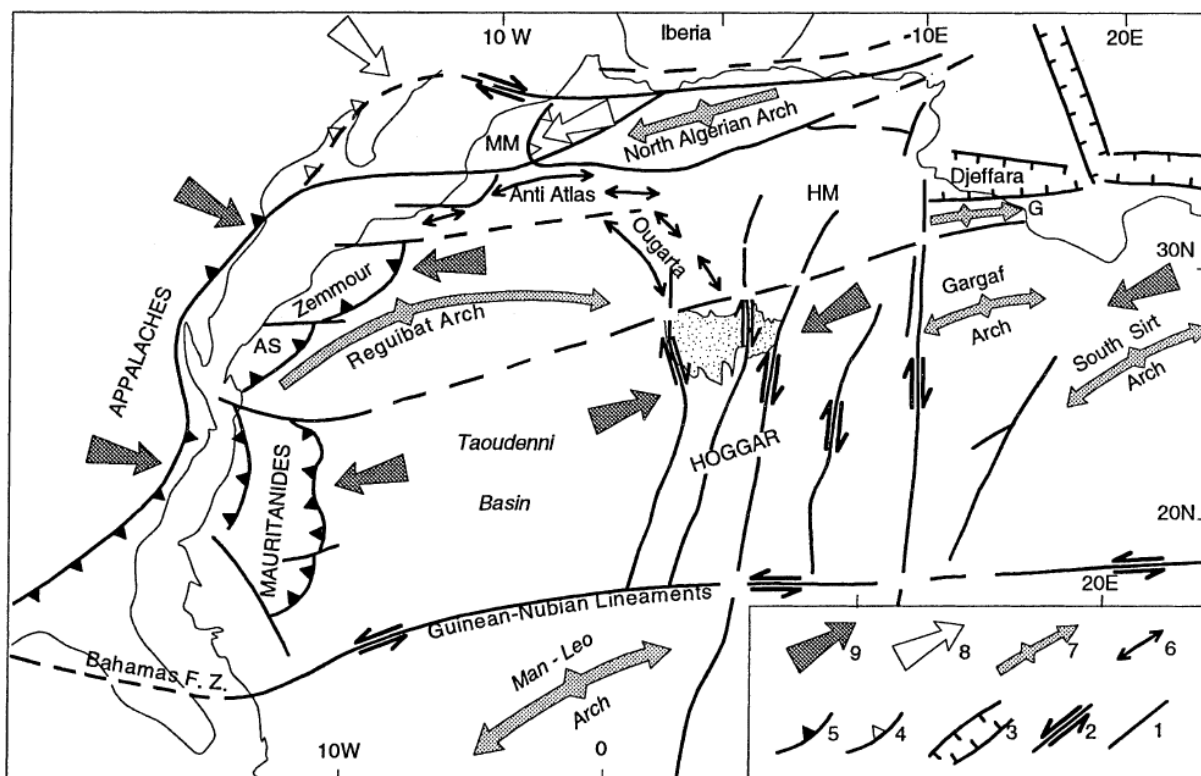 10 W
Iberia
10E
20E
MM
North Algerian Arch
Anti Atlas
HM
Djeffara
G
Ougarta
30N
Zemmour
Gargaf
Arch
APPALACHES
AS
Reguibat Arch
South Sirt
Arch
Taoudenni
HOGGAR
Basin
20N.
MAURITANIDES
Guinean-Nubian Lineaments
20E
Bahamas F. Z.
Man - Leo
Arch
9
8
7
6
5
4
3
2
1
10W
0